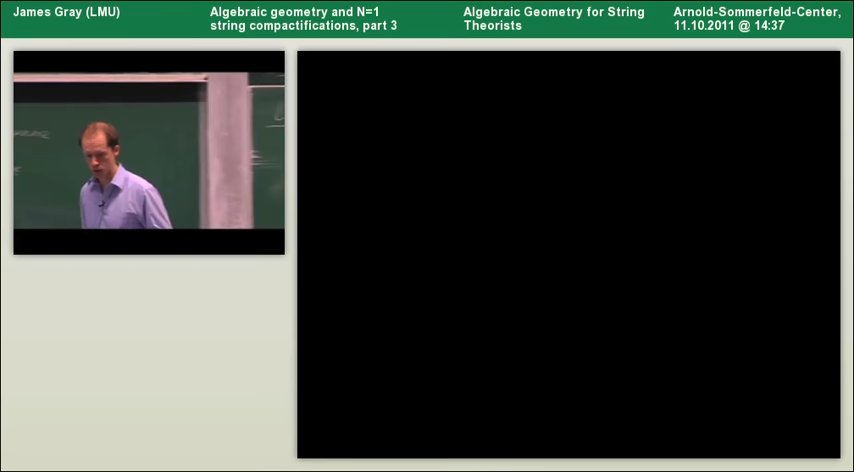 James Gray (LMU)
Algebraic geometry and N=1
string compactifications, part 3
Algebraic Geometry for String
Theorists
Arnold-Sommerfeld-Center,
11.10.2011 @ 14:37